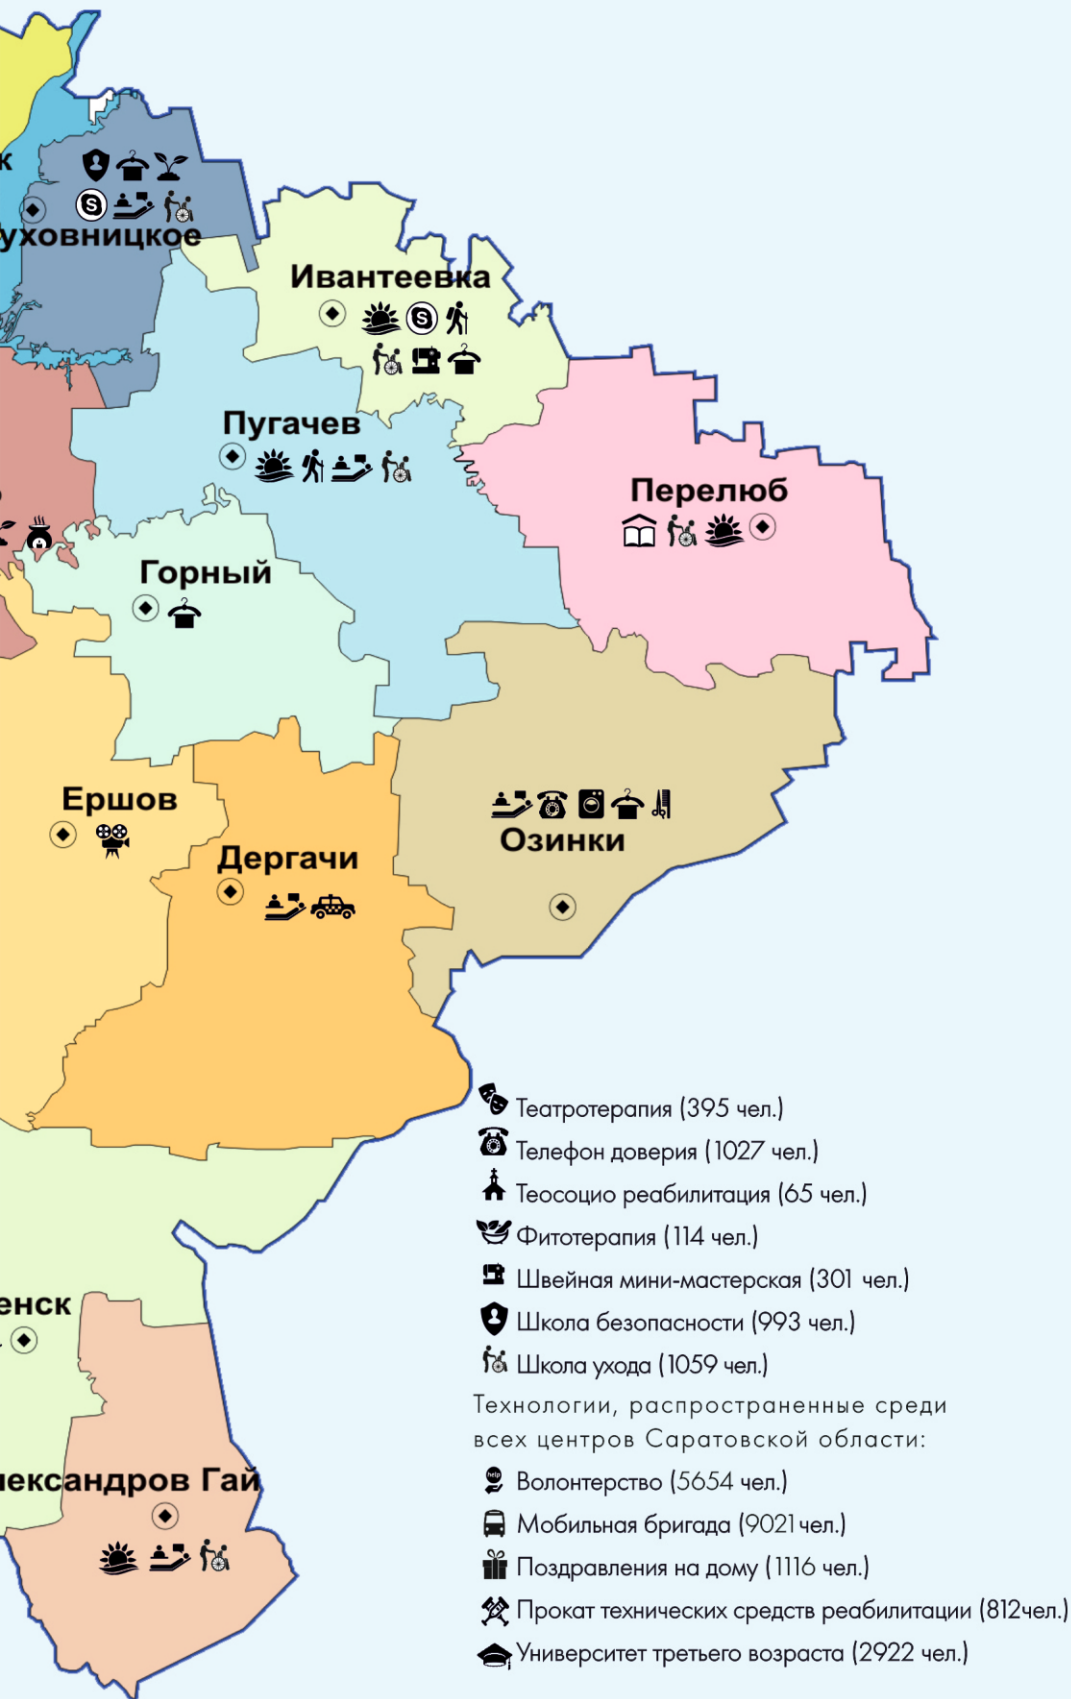 к
уховницкое
Ивантеевка
Пугачев
Перелюб
Горный
Ершов
Озинки
Дергачи
Театротерапия (395 чел.)
Телефон доверия (1027 чел.)
Теосоцио реабилитация (65 чел.)
Фитотерапия (114 чел.)
Швейная мини-мастерская (301 чел.)
енск
Школа безопасности (993 чел.)
Школа ухода (1059 чел.)
Технологии, распространенные среди
всех центров Саратовской области:
лександров Гай
Волонтерство (5654 чел.)
Мобильная бригада (9021чел.)
Поздравления на дому (1116 чел.)
Прокат технических средств реабилитации (812чел.)
Университет третьего возраста (2922 чел.)